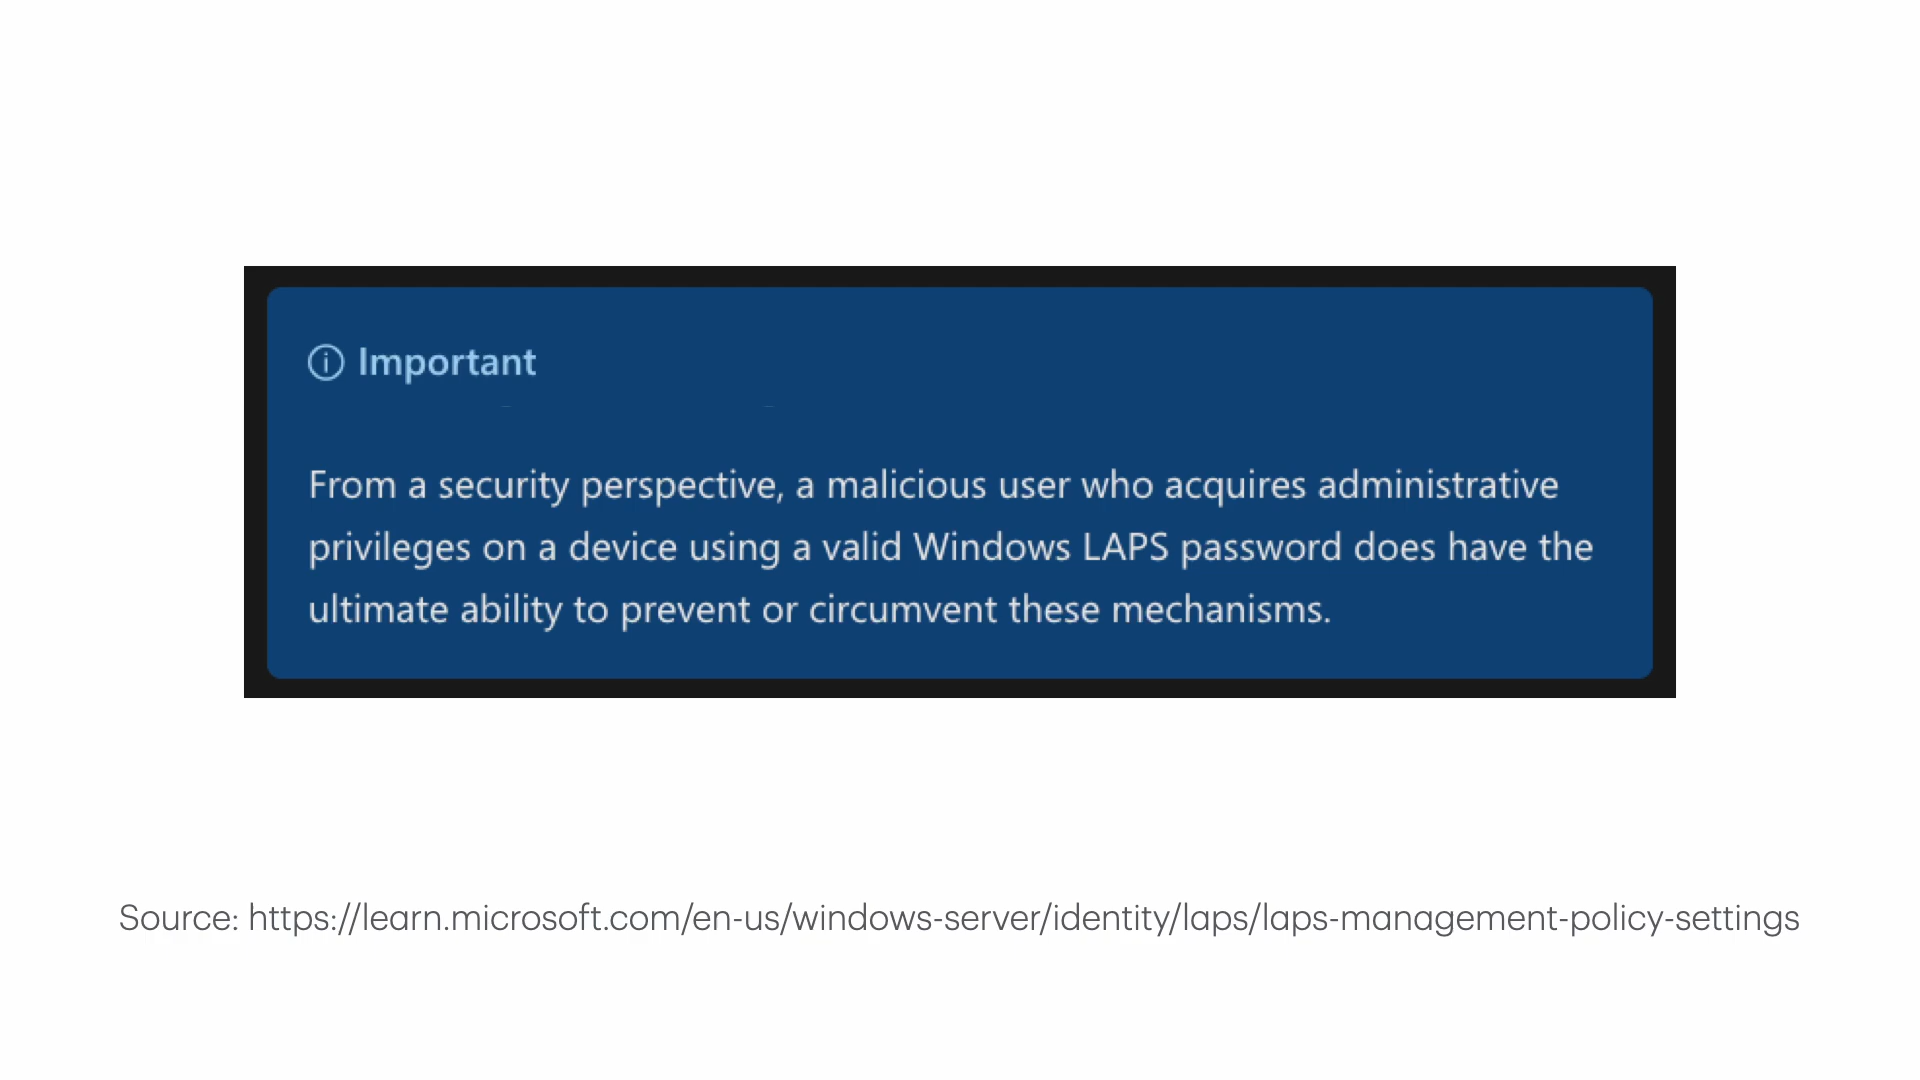 Important
From a security perspective, a malicious user who acquires administrative
privileges on a device using a valid Windows LAPS password does have the
ultimate ability to prevent or circumvent these mechanisms.
Source: https://learn.microsoft.com/en-us/windows-server/identity/laps/laps-management-policy-settings